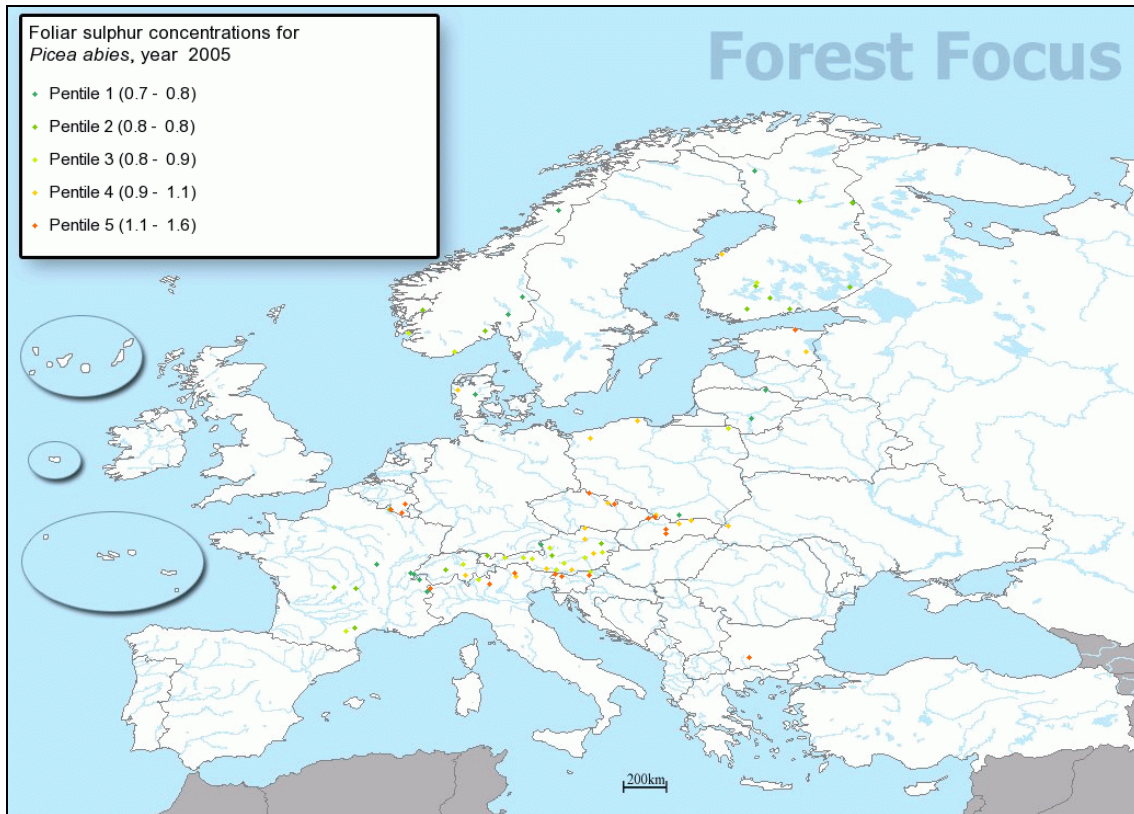 Foliar sulphur concentrations for
Picea abies, year 2005
Pentile 1 (0.7 - 0.8)
Pentile 2 (0.8 - 0.8)
Pentile 3 (0.8 - 0.9)
Pentile 4 (0.9 - 1.1)
Pentile 5 (1.1 - 1.6)
Forest Focus
200km